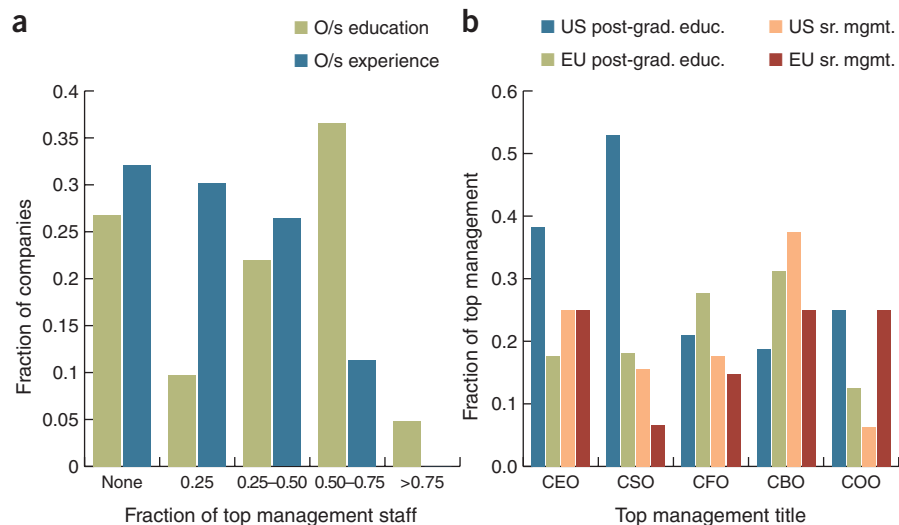 a
O/s education
O/s experience
Fraction of companies
0.4
0.35
0.3
0.25
0.2
0.15
0.1
0.05
0
None 0.25 0.25–0.50 0.50–0.75 >0.75
Fraction of top management staff
b
US post-grad. educ. US sr. mgmt.
EU post-grad. educ. EU sr. mgmt.
Fraction of top management
0.6
0.5
0.4
0.3
0.2
0.1
0.0
CEO CSO CFO CBO COO
Top management title